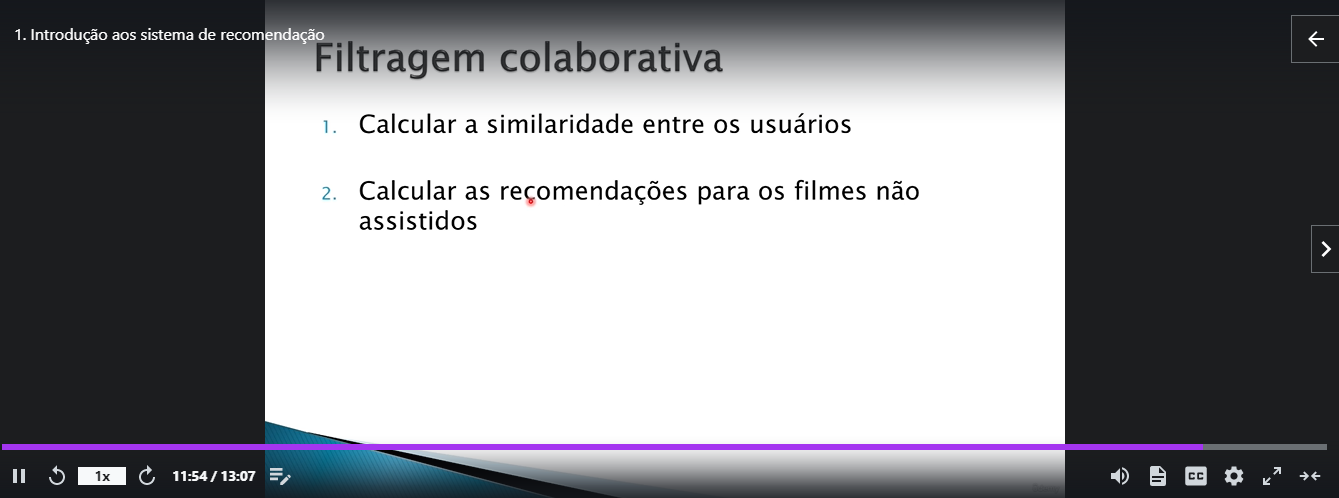 1. Introdução aos sistema de recomendação
Filtragem colaborativa
1. Calcular a similaridade entre os usuários
2. Calcular as recomendações para os filmes não
assistidos
1x
11:54 / 13:07
CC